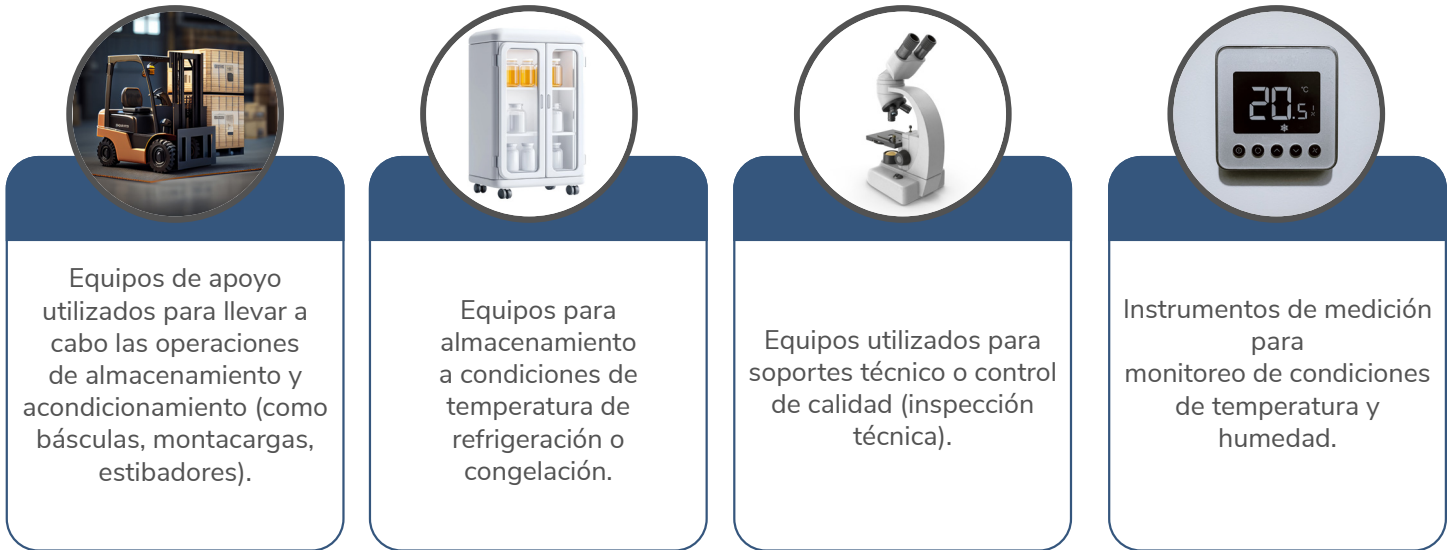 Equipos de apoyo
utilizados para llevar a
cabo las operaciones
de almacenamiento y
acondicionamiento (como
básculas, montacargas,
estibadores).
Equipos para
almacenamiento
a condiciones de
temperatura de
refrigeración o
congelación.
Equipos utilizados para
soportes técnico o control
de calidad (inspección
técnica).
20.5 °C
Instrumentos de medición
para
monitoreo de condiciones
de temperatura y
humedad.